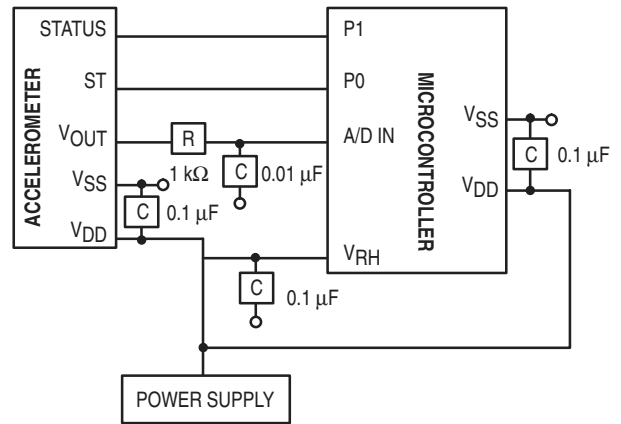 STATUS
ST
VOUT
VSS
VDD
ACCELEROMETER
R
1 kΩ
C
0.01 µF
C
0.1 µF
P1
P0
A/D IN
VRH
MICROCONTROLLER
VSS
VDD
C
0.1 µF
C
0.1 µF
POWER SUPPLY